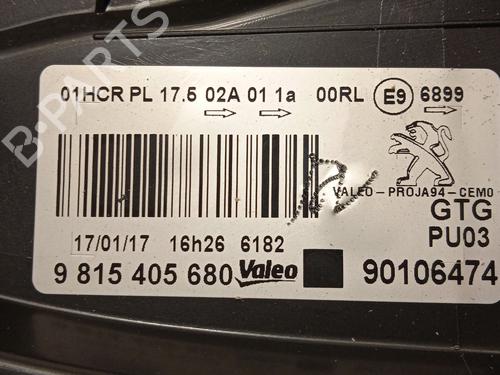 B-PARTS
01HCR PL 17.5 02A 01 1a 00RL E9 6899
VALEO-PROJA94-CEMO
GTG
17/01/17 16h26 6182 PU03
9 815 405 680 Valeo 90106474